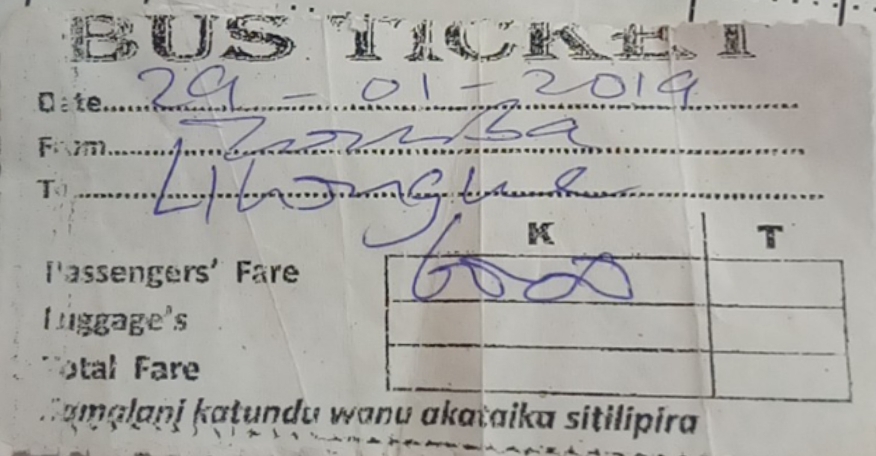 BUS TICKET
Date 29-01-2019
From Zomba
To Lilongwe
K T
Passengers' Fare 6000
Luggage's
Total Fare
Samalani katundu wanu akataika sitilipira